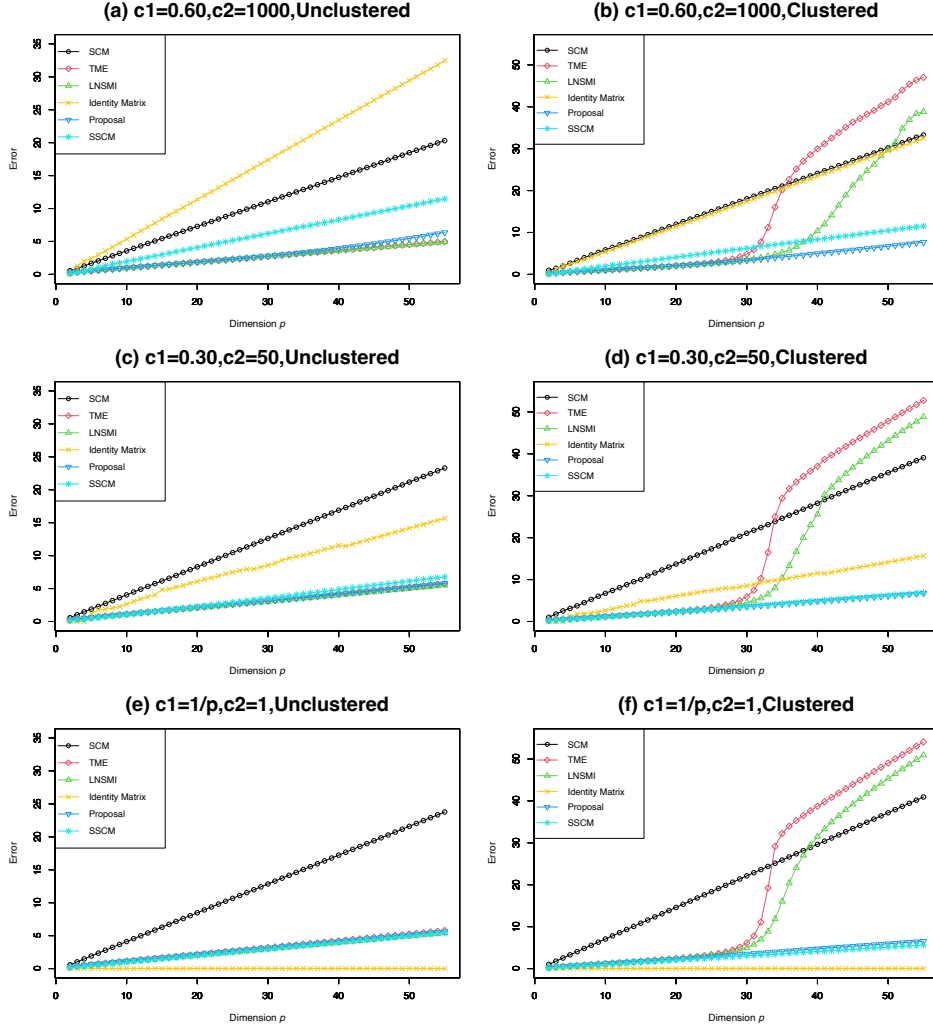 (a) c1=0.60,c2=1000,Unclustered
SCM
TME
LNSMI
Identity Matrix
Proposal
SSCM
Error
0 5 10 15 20 25 30 35
0 10 20 30 40 50
Dimension p
(b) c1=0.60,c2=1000,Clustered
SCM
TME
LNSMI
Identity Matrix
Proposal
SSCM
Error
0 10 20 30 40 50
0 10 20 30 40 50
Dimension p
(c) c1=0.30,c2=50,Unclustered
SCM
TME
LNSMI
Identity Matrix
Proposal
SSCM
Error
0 5 10 15 20 25 30 35
0 10 20 30 40 50
Dimension p
(d) c1=0.30,c2=50,Clustered
SCM
TME
LNSMI
Identity Matrix
Proposal
SSCM
Error
0 10 20 30 40 50
0 10 20 30 40 50
Dimension p
(e) c1=1/p,c2=1,Unclustered
SCM
TME
LNSMI
Identity Matrix
Proposal
SSCM
Error
0 5 10 15 20 25 30 35
0 10 20 30 40 50
Dimension p
(f) c1=1/p,c2=1,Clustered
SCM
TME
LNSMI
Identity Matrix
Proposal
SSCM
Error
0 10 20 30 40 50
0 10 20 30 40 50
Dimension p